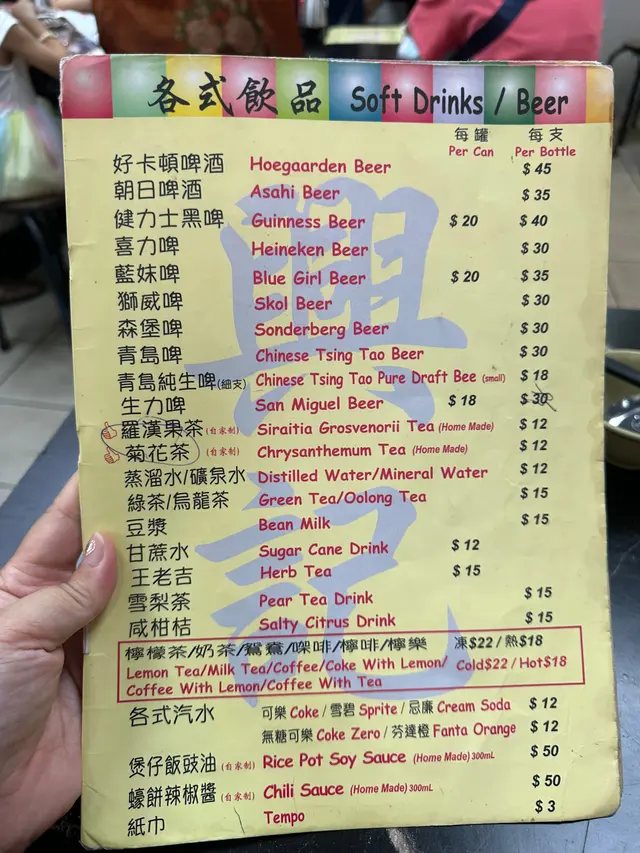 各式飲品 Soft Drinks / Beer
每罐 每支
Per Can Per Bottle
好卡頓啤酒 Hoegaarden Beer $ 45
朝日啤酒 Asahi Beer $ 35
健力士黑啤 Guinness Beer $ 20 $ 40
喜力啤 Heineken Beer $ 30
藍妹啤 Blue Girl Beer $ 20 $ 35
獅威啤 Skol Beer $ 30
森堡啤 Sonderberg Beer $ 30
青島啤 Chinese Tsing Tao Beer $ 30
青島純生啤(細支) Chinese Tsing Tao Pure Draft Bee (small) $ 18
生力啤 San Miguel Beer $ 18 $ 30
羅漢果茶 (自家制) Siraitia Grosvenorii Tea (Home Made) $ 12
菊花茶 (自家制) Chrysanthemum Tea (Home Made) $ 12
蒸溜水/礦泉水 Distilled Water/Mineral Water $ 12
綠茶/烏龍茶 Green Tea/Oolong Tea $ 15
豆漿 Bean Milk $ 15
甘蔗水 Sugar Cane Drink $ 12
王老吉 Herb Tea $ 15
雪梨茶 Pear Tea Drink $ 15
咸柑桔 Salty Citrus Drink $ 15
檸檬茶/奶茶/鴛鴦/㗎啡/檸啡/檸樂 凍$22 / 熱$18
Lemon Tea/Milk Tea/Coffee/Coke With Lemon/ Cold$22 / Hot$18
Coffee With Lemon/Coffee With Tea
各式汽水 可樂 Coke / 雪碧 Sprite / 忌廉 Cream Soda $ 12
無糖可樂 Coke Zero / 芬達橙 Fanta Orange $ 12
煲仔飯豉油 (自家制) Rice Pot Soy Sauce (Home Made) 300mL $ 50
蠔餅辣椒醬 (自家制) Chili Sauce (Home Made) 300mL $ 50
紙巾 Tempo $ 3
興記